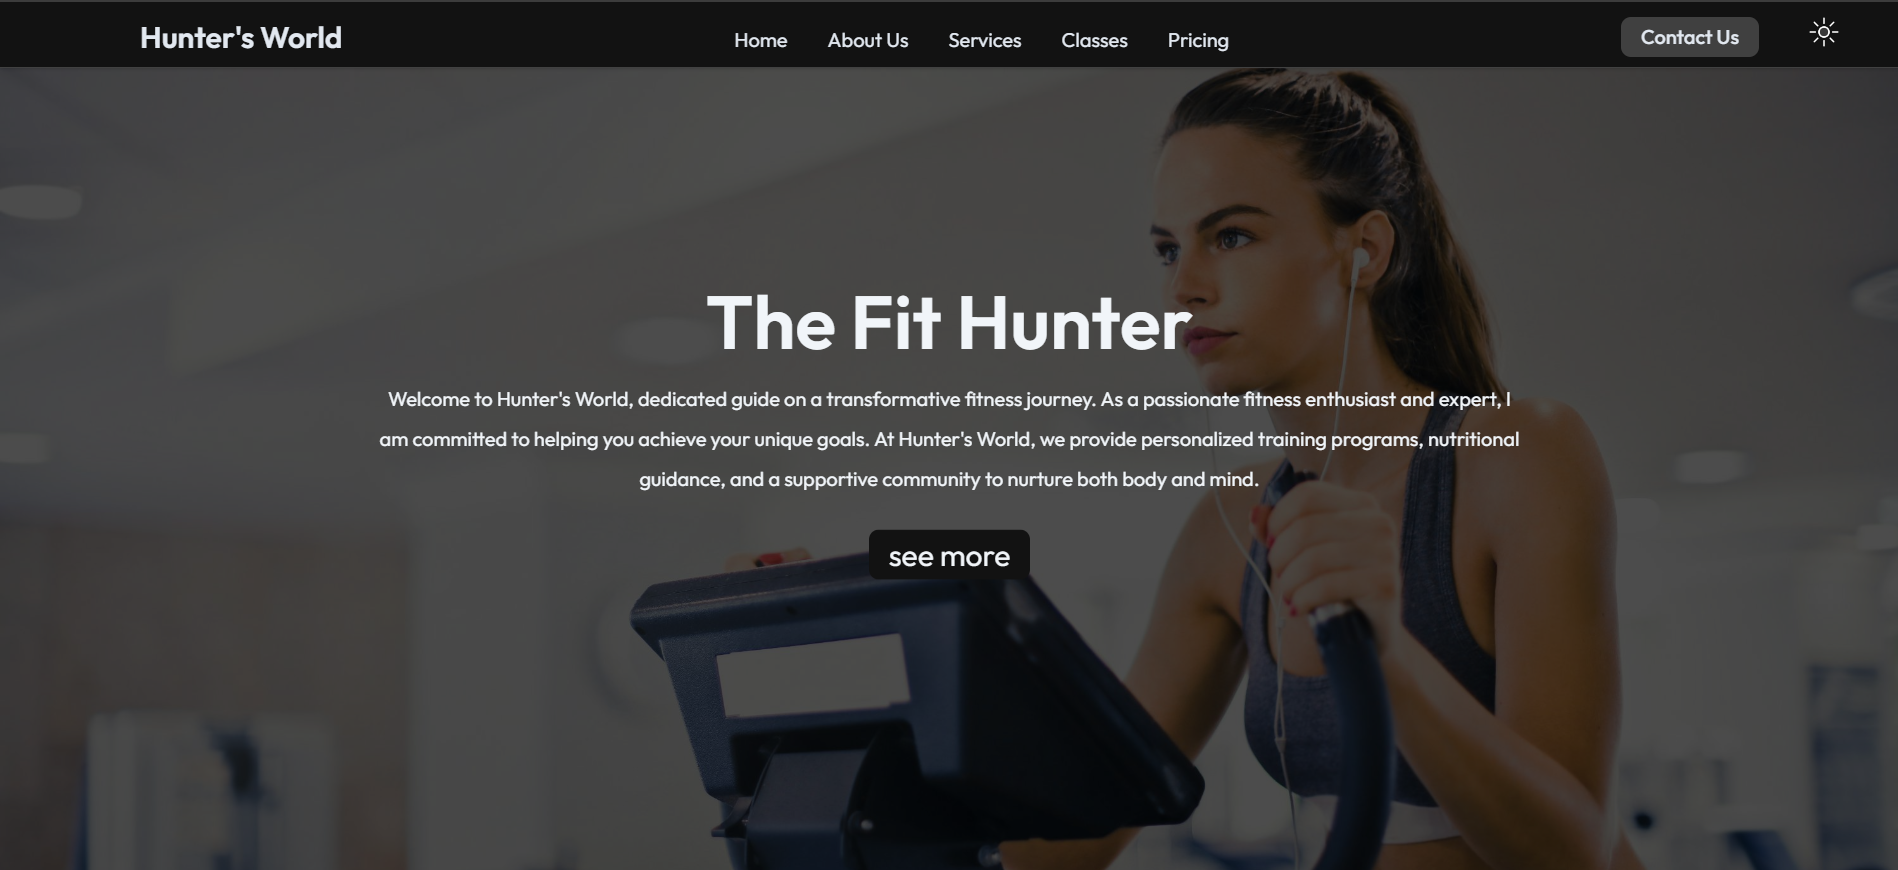 Hunter's World
Home
About Us
Services
Classes
Pricing
Contact Us
The Fit Hunter
Welcome to Hunter's World, dedicated guide on a transformative fitness journey. As a passionate fitness enthusiast and expert, I
am committed to helping you achieve your unique goals. At Hunter's World, we provide personalized training programs, nutritional
guidance, and a supportive community to nurture both body and mind.
see more